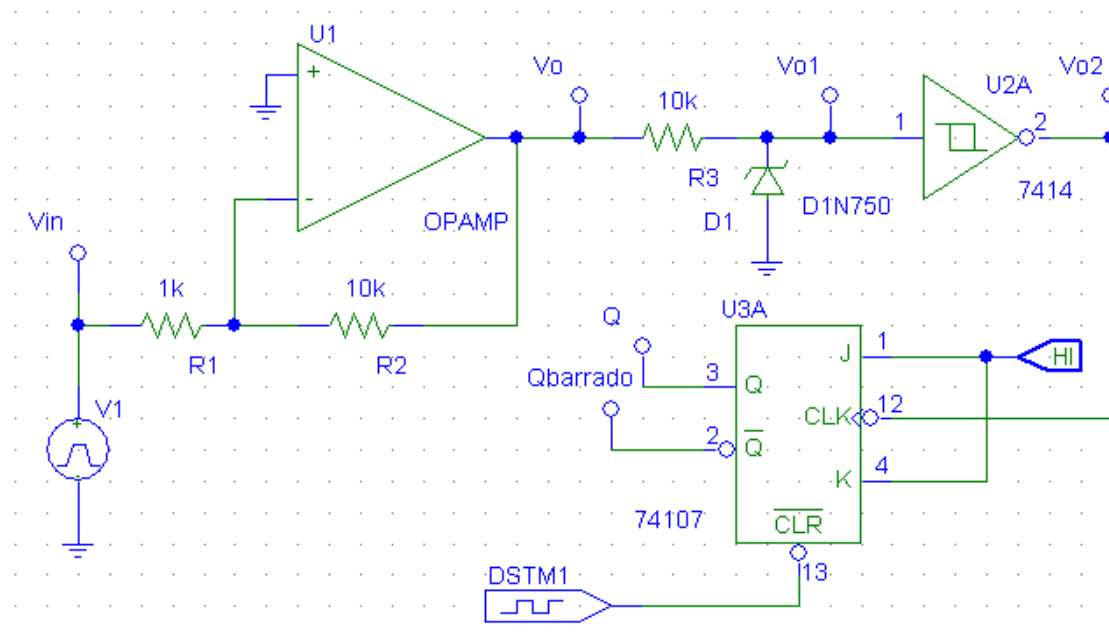 U1
+
-
OPAMP
Vo
10k
R3
Vo1
D1
D1N750
1
U2A
2
7414
Vo2
Vin
1k
R1
10k
R2
V1
+
-
U3A
Q
Qbarrado
3
Q
2
Q̅
J
1
HI
CLK
12
K
4
74107
C̅L̅R̅
13
DSTM1